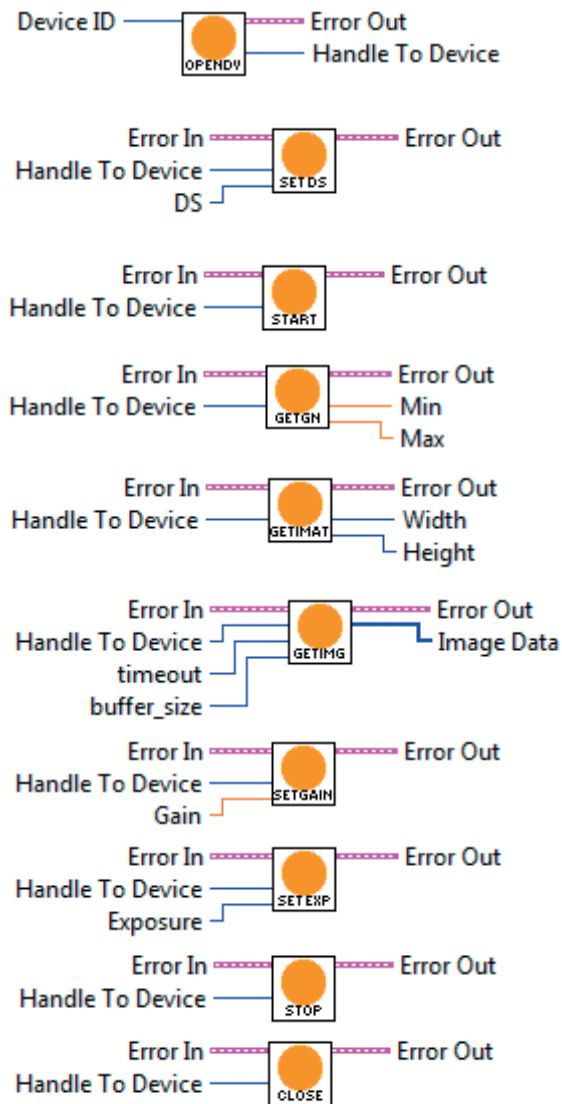 Device ID Error Out
OPENDV Handle To Device
Error In Error Out
Handle To Device
SETDS
DS
Error In Error Out
Handle To Device
START
Error In Error Out
Handle To Device Min
GETGN
Max
Error In Error Out
Handle To Device Width
GETIMAT
Height
Error In Error Out
Handle To Device Image Data
GETIMG
timeout
buffer_size
Error In Error Out
Handle To Device
SETGAIN
Gain
Error In Error Out
Handle To Device
SETEXP
Exposure
Error In Error Out
Handle To Device
STOP
Error In Error Out
Handle To Device
CLOSE